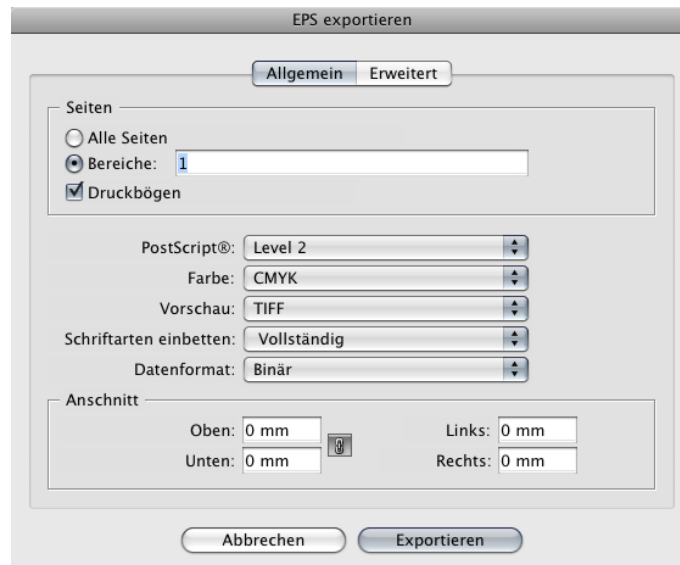 EPS exportieren
Allgemein Erweitert
Seiten
Alle Seiten
Bereiche: 1
Druckbögen
PostScript®: Level 2
Farbe: CMYK
Vorschau: TIFF
Schriftarten einbetten: Vollständig
Datenformat: Binär
Anschnitt
Oben: 0 mm Links: 0 mm
Unten: 0 mm Rechts: 0 mm
Abbrechen Exportieren